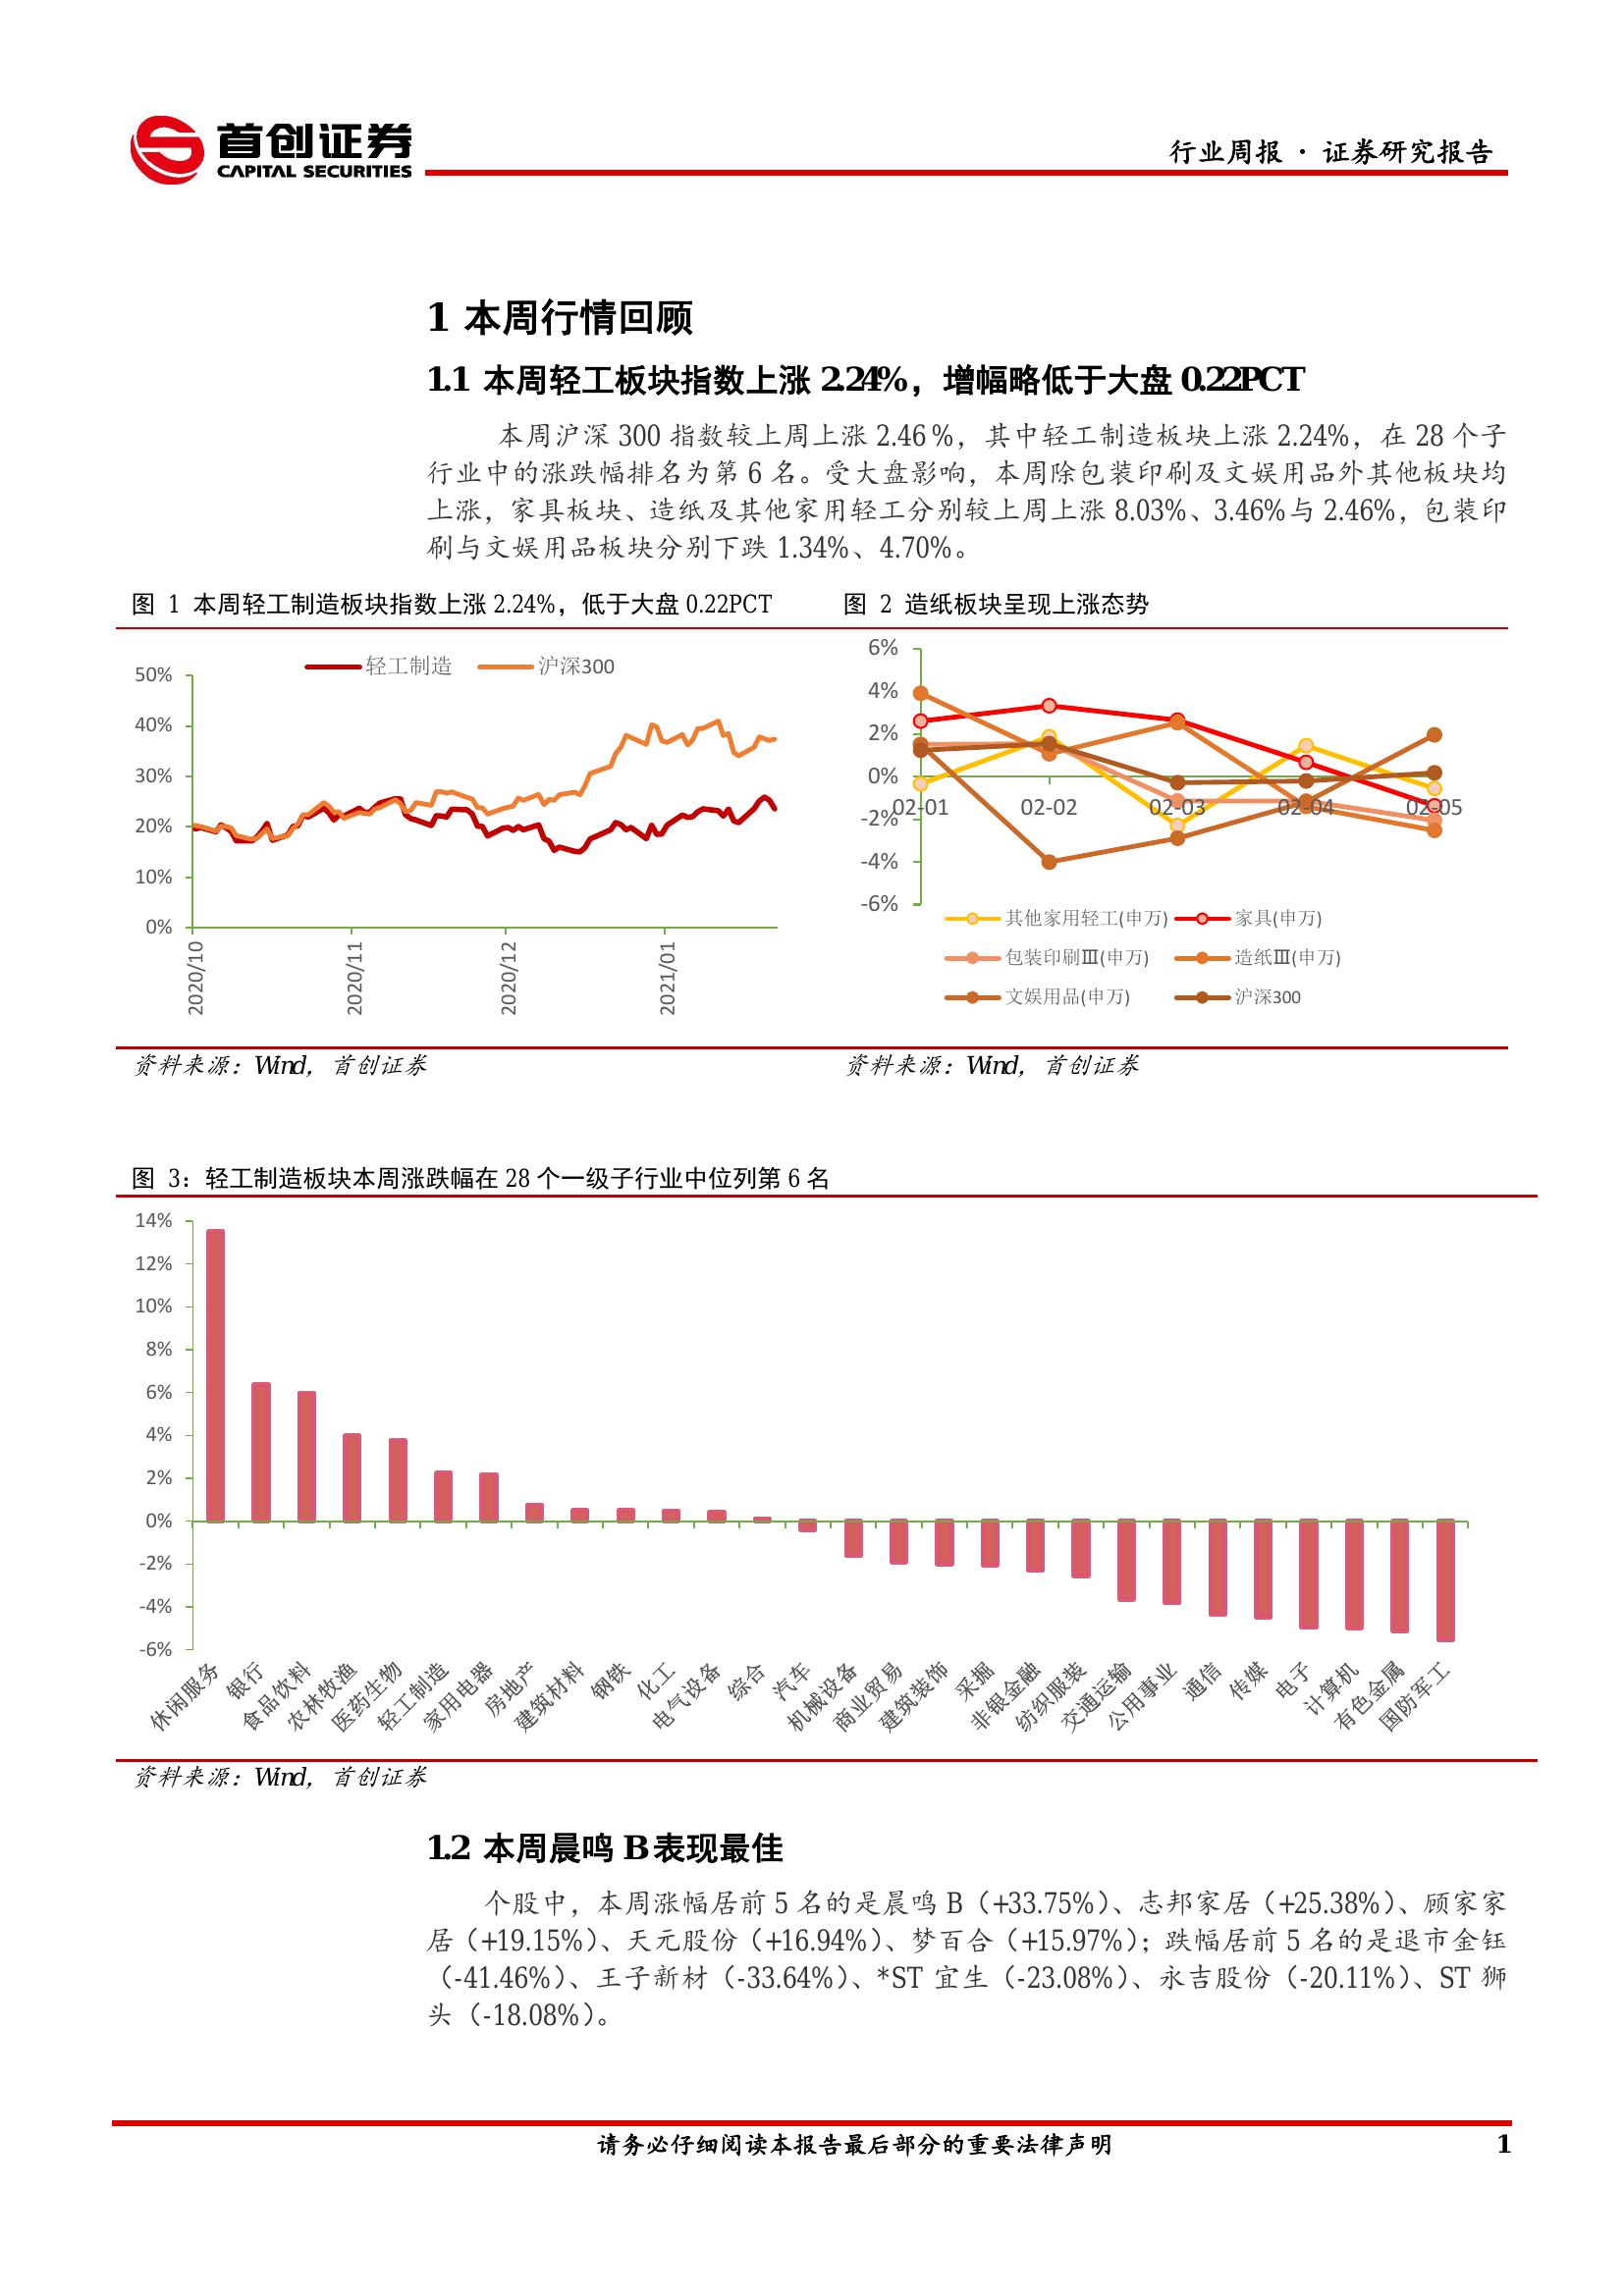 首创证券
CAPITAL SECURITIES
行业周报 · 证券研究报告
1 本周行情回顾
1.1 本周轻工板块指数上涨 2.24%，增幅略低于大盘 0.22PCT
本周沪深 300 指数较上周上涨 2.46%，其中轻工制造板块上涨 2.24%，在 28 个子
行业中的涨跌幅排名为第 6 名。受大盘影响，本周除包装印刷及文娱用品外其他板块均
上涨，家具板块、造纸及其他家用轻工分别较上周上涨 8.03%、3.46%与 2.46%，包装印
刷与文娱用品板块分别下跌 1.34%、4.70%。
图 1 本周轻工制造板块指数上涨 2.24%，低于大盘 0.22PCT
轻工制造 沪深300
50%
40%
30%
20%
10%
0%
2020/10 2020/11 2020/12 2021/01
资料来源：Wind，首创证券
图 2 造纸板块呈现上涨态势
6%
4%
2%
0%
-2%
-4%
-6%
02-01 02-02 02-03 02-04 02-05
其他家用轻工(申万) 家具(申万)
包装印刷Ⅲ(申万) 造纸Ⅲ(申万)
文娱用品(申万) 沪深300
资料来源：Wind，首创证券
图 3：轻工制造板块本周涨跌幅在 28 个一级子行业中位列第 6 名
14%
12%
10%
8%
6%
4%
2%
0%
-2%
-4%
-6%
休闲服务 银行 食品饮料 农林牧渔 医药生物 轻工制造 家用电器 房地产 建筑材料 钢铁 化工 电气设备 综合 汽车 机械设备 商业贸易 建筑装饰 采掘 非银金融 纺织服装 交通运输 公用事业 通信 传媒 电子 计算机 有色金属 国防军工
资料来源：Wind，首创证券
1.2 本周晨鸣 B 表现最佳
个股中，本周涨幅居前 5 名的是晨鸣 B（+33.75%）、志邦家居（+25.38%）、顾家家
居（+19.15%）、天元股份（+16.94%）、梦百合（+15.97%）；跌幅居前 5 名的是退市金钰
（-41.46%）、王子新材（-33.64%）、*ST 宜生（-23.08%）、永吉股份（-20.11%）、ST 狮
头（-18.08%）。
请务必仔细阅读本报告最后部分的重要法律声明
1